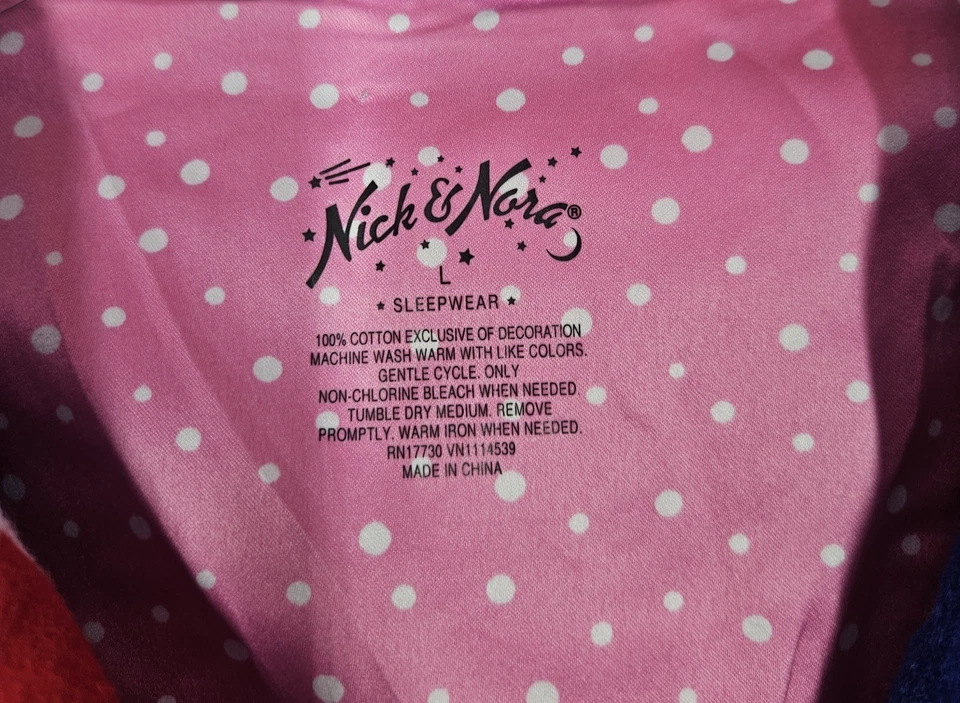 Nick & Nora®
L
★ SLEEPWEAR ★
100% COTTON EXCLUSIVE OF DECORATION
MACHINE WASH WARM WITH LIKE COLORS.
GENTLE CYCLE. ONLY
NON-CHLORINE BLEACH WHEN NEEDED.
TUMBLE DRY MEDIUM. REMOVE
PROMPTLY. WARM IRON WHEN NEEDED.
RN17730 VN1114539
MADE IN CHINA